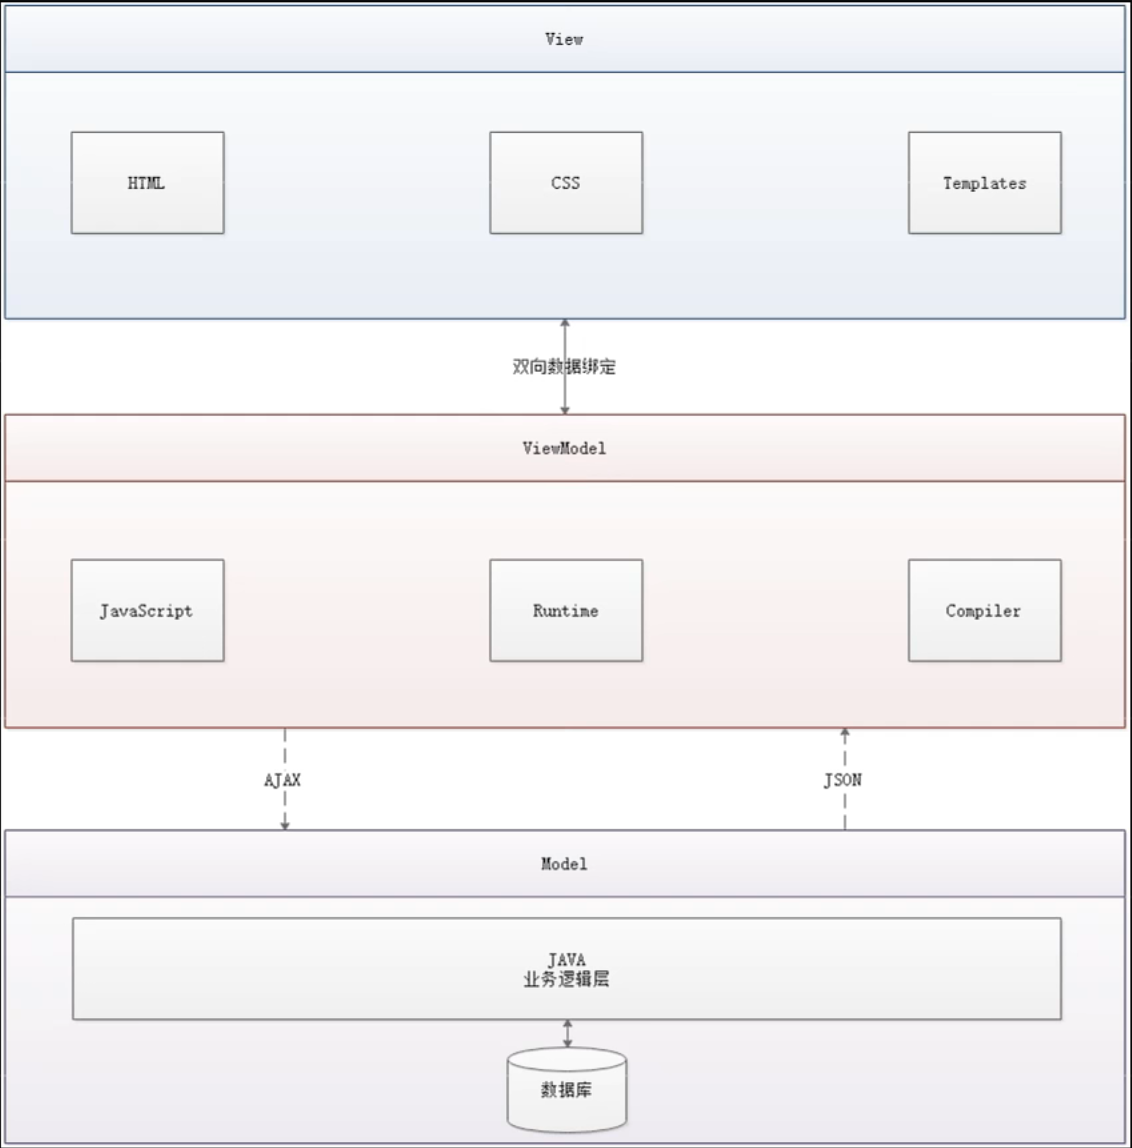 View
HTML
CSS
Templates
双向数据绑定
ViewModel
JavaScript
Runtime
Compiler
AJAX
JSON
Model
JAVA
业务逻辑层
数据库